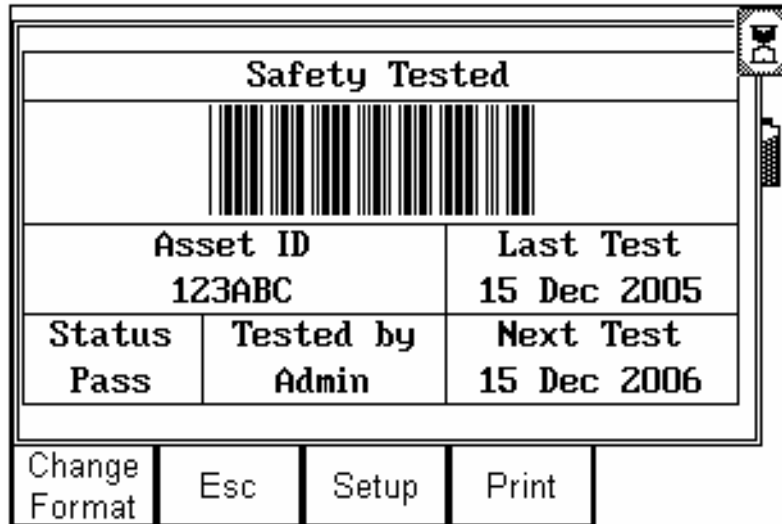 Safety Tested
Asset ID
123ABC
Last Test
15 Dec 2005
Status
Pass
Tested by
Admin
Next Test
15 Dec 2006
Change
Format
Esc
Setup
Print